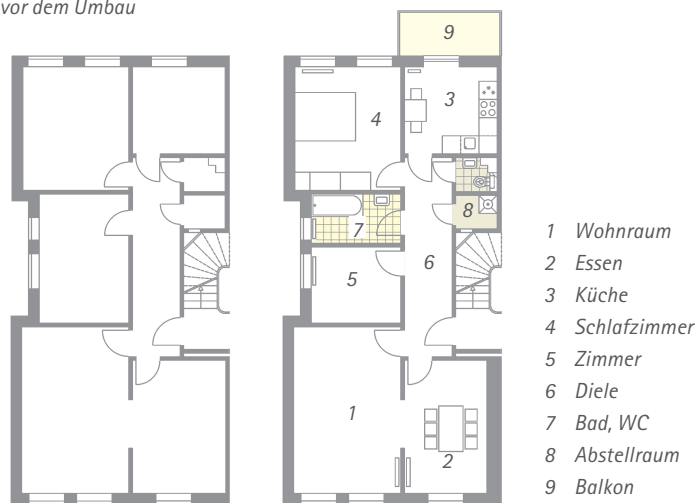 vor dem Umbau
9
4
3
8
7
6
5
1
2
1 Wohnraum
2 Essen
3 Küche
4 Schlafzimmer
5 Zimmer
6 Diele
7 Bad, WC
8 Abstellraum
9 Balkon